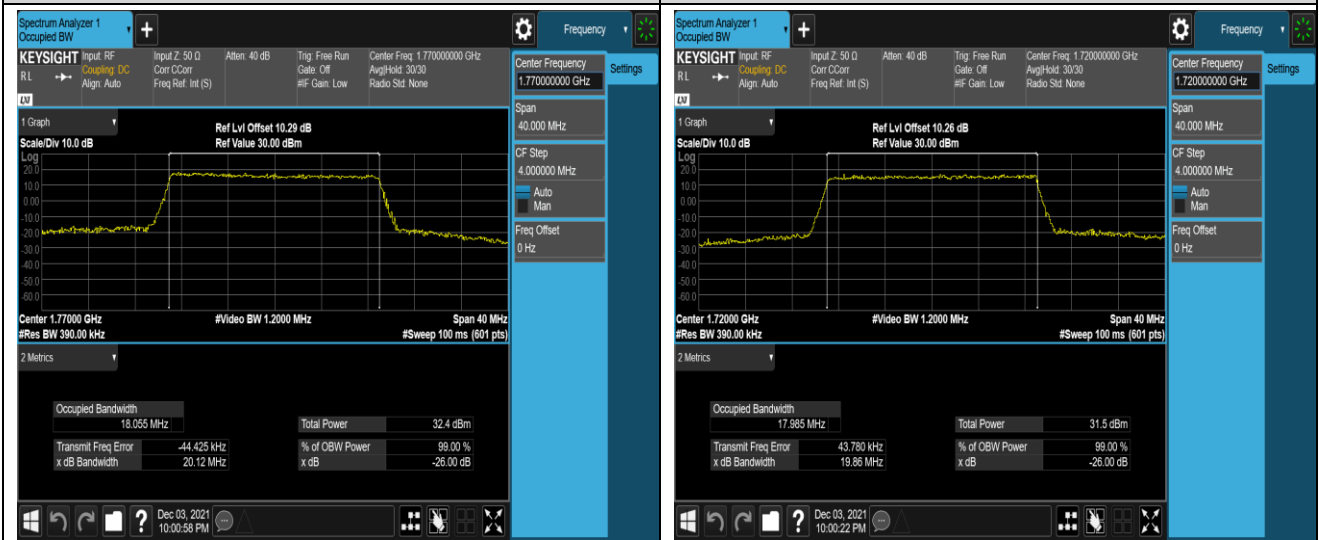 Spectrum Analyzer 1
Occupied BW
+
Frequency
KEYSIGHT
Input: RF
Input Z: 50 Ω
Atten: 40 dB
Trig: Free Run
Center Freq: 1.770000000 GHz
R L
Coupling: DC
Corr CCorr
Gate: Off
Avg|Hold: 30/30
Align: Auto
Freq Ref: Int (S)
#IF Gain: Low
Radio Std: None
LXI
Center Frequency
1.770000000 GHz
Settings
Span
40.000 MHz
CF Step
4.000000 MHz
Auto
Man
Freq Offset
0 Hz
1 Graph
Ref Lvl Offset 10.29 dB
Scale/Div 10.0 dB
Ref Value 30.00 dBm
Log
20.0
10.0
0.00
-10.0
-20.0
-30.0
-40.0
-50.0
-60.0
Center 1.77000 GHz
#Video BW 1.2000 MHz
Span 40 MHz
#Res BW 390.00 kHz
#Sweep 100 ms (601 pts)
2 Metrics
Occupied Bandwidth
18.055 MHz
Total Power
32.4 dBm
Transmit Freq Error
-44.425 kHz
% of OBW Power
99.00 %
x dB Bandwidth
20.12 MHz
x dB
-26.00 dB
?
Dec 03, 2021
10:00:58 PM
Spectrum Analyzer 1
Occupied BW
+
Frequency
KEYSIGHT
Input: RF
Input Z: 50 Ω
Atten: 40 dB
Trig: Free Run
Center Freq: 1.720000000 GHz
R L
Coupling: DC
Corr CCorr
Gate: Off
Avg|Hold: 30/30
Align: Auto
Freq Ref: Int (S)
#IF Gain: Low
Radio Std: None
LXI
Center Frequency
1.720000000 GHz
Settings
Span
40.000 MHz
CF Step
4.000000 MHz
Auto
Man
Freq Offset
0 Hz
1 Graph
Ref Lvl Offset 10.26 dB
Scale/Div 10.0 dB
Ref Value 30.00 dBm
Log
20.0
10.0
0.00
-10.0
-20.0
-30.0
-40.0
-50.0
-60.0
Center 1.72000 GHz
#Video BW 1.2000 MHz
Span 40 MHz
#Res BW 390.00 kHz
#Sweep 100 ms (601 pts)
2 Metrics
Occupied Bandwidth
17.985 MHz
Total Power
31.5 dBm
Transmit Freq Error
43.780 kHz
% of OBW Power
99.00 %
x dB Bandwidth
19.86 MHz
x dB
-26.00 dB
?
Dec 03, 2021
10:00:22 PM